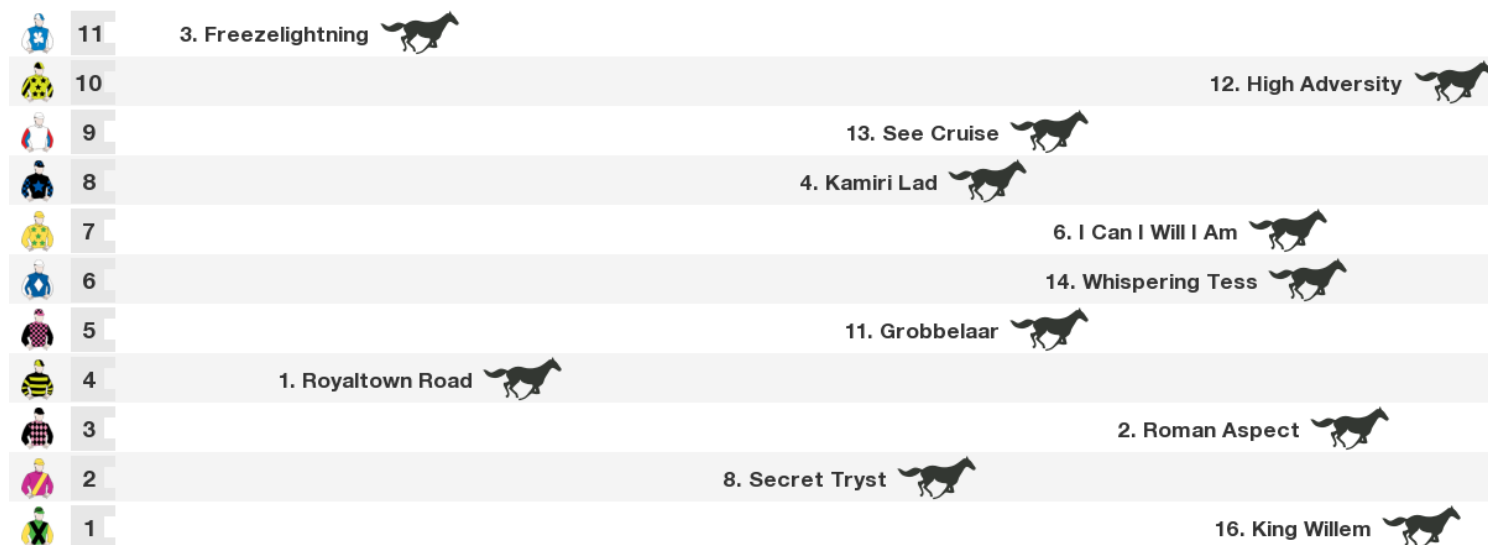 11 3. Freezelightning
10 12. High Adversity
9 13. See Cruise
8 4. Kamiri Lad
7 6. I Can I Will I Am
6 14. Whispering Tess
5 11. Grobbelaar
4 1. Royaltown Road
3 2. Roman Aspect
2 8. Secret Tryst
1 16. King Willem